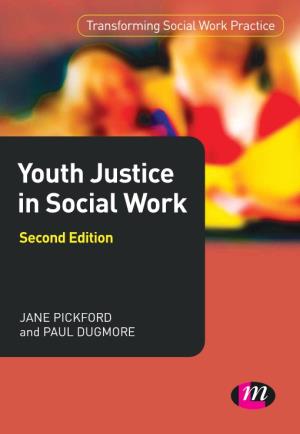 Transforming Social Work Practice
Youth Justice
in Social Work
Second Edition
JANE PICKFORD
and PAUL DUGMORE
m